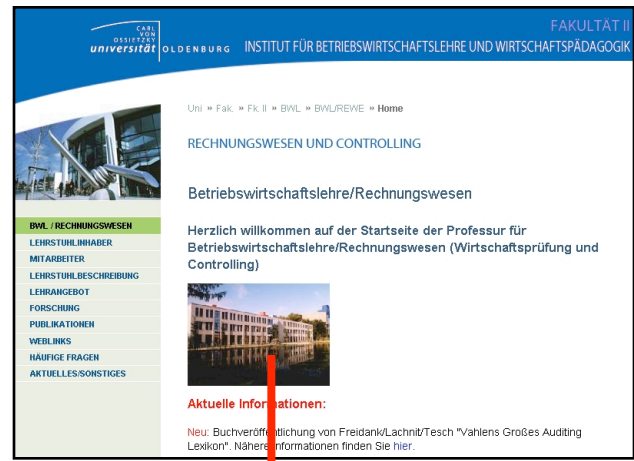 CARL
VON
OSSIETZKY
universität OLDENBURG
FAKULTÄT II
INSTITUT FÜR BETRIEBSWIRTSCHAFTSLEHRE UND WIRTSCHAFTSPÄDAGOGIK
Uni » Fak. » Fk. II » BWL » BWL/REWE » Home
RECHNUNGSWESEN UND CONTROLLING
Betriebswirtschaftslehre/Rechnungswesen
BWL / RECHNUNGSWESEN
LEHRSTUHLINHABER
MITARBEITER
LEHRSTUHLBESCHREIBUNG
LEHRANGEBOT
FORSCHUNG
PUBLIKATIONEN
WEBLINKS
HÄUFIGE FRAGEN
AKTUELLES/SONSTIGES
Herzlich willkommen auf der Startseite der Professur für
Betriebswirtschaftslehre/Rechnungswesen (Wirtschaftsprüfung und
Controlling)
Aktuelle Informationen:
Neu: Buchveröffentlichung von Freidank/Lachnit/Tesch "Vahlens Großes Auditing
Lexikon". Nähere Informationen finden Sie hier.